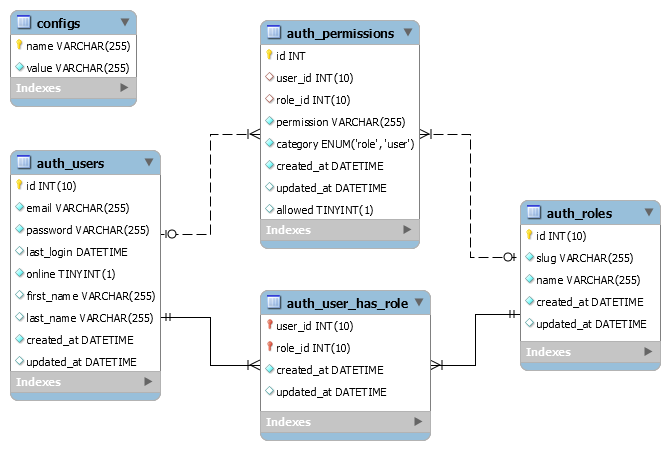 configs
name VARCHAR(255)
value VARCHAR(255)
Indexes
auth_permissions
id INT
user_id INT(10)
role_id INT(10)
permission VARCHAR(255)
category ENUM('role', 'user')
created_at DATETIME
updated_at DATETIME
allowed TINYINT(1)
Indexes
auth_users
id INT(10)
email VARCHAR(255)
password VARCHAR(255)
last_login DATETIME
online TINYINT(1)
first_name VARCHAR(255)
last_name VARCHAR(255)
created_at DATETIME
updated_at DATETIME
Indexes
auth_user_has_role
user_id INT(10)
role_id INT(10)
created_at DATETIME
updated_at DATETIME
Indexes
auth_roles
id INT(10)
slug VARCHAR(255)
name VARCHAR(255)
created_at DATETIME
updated_at DATETIME
Indexes